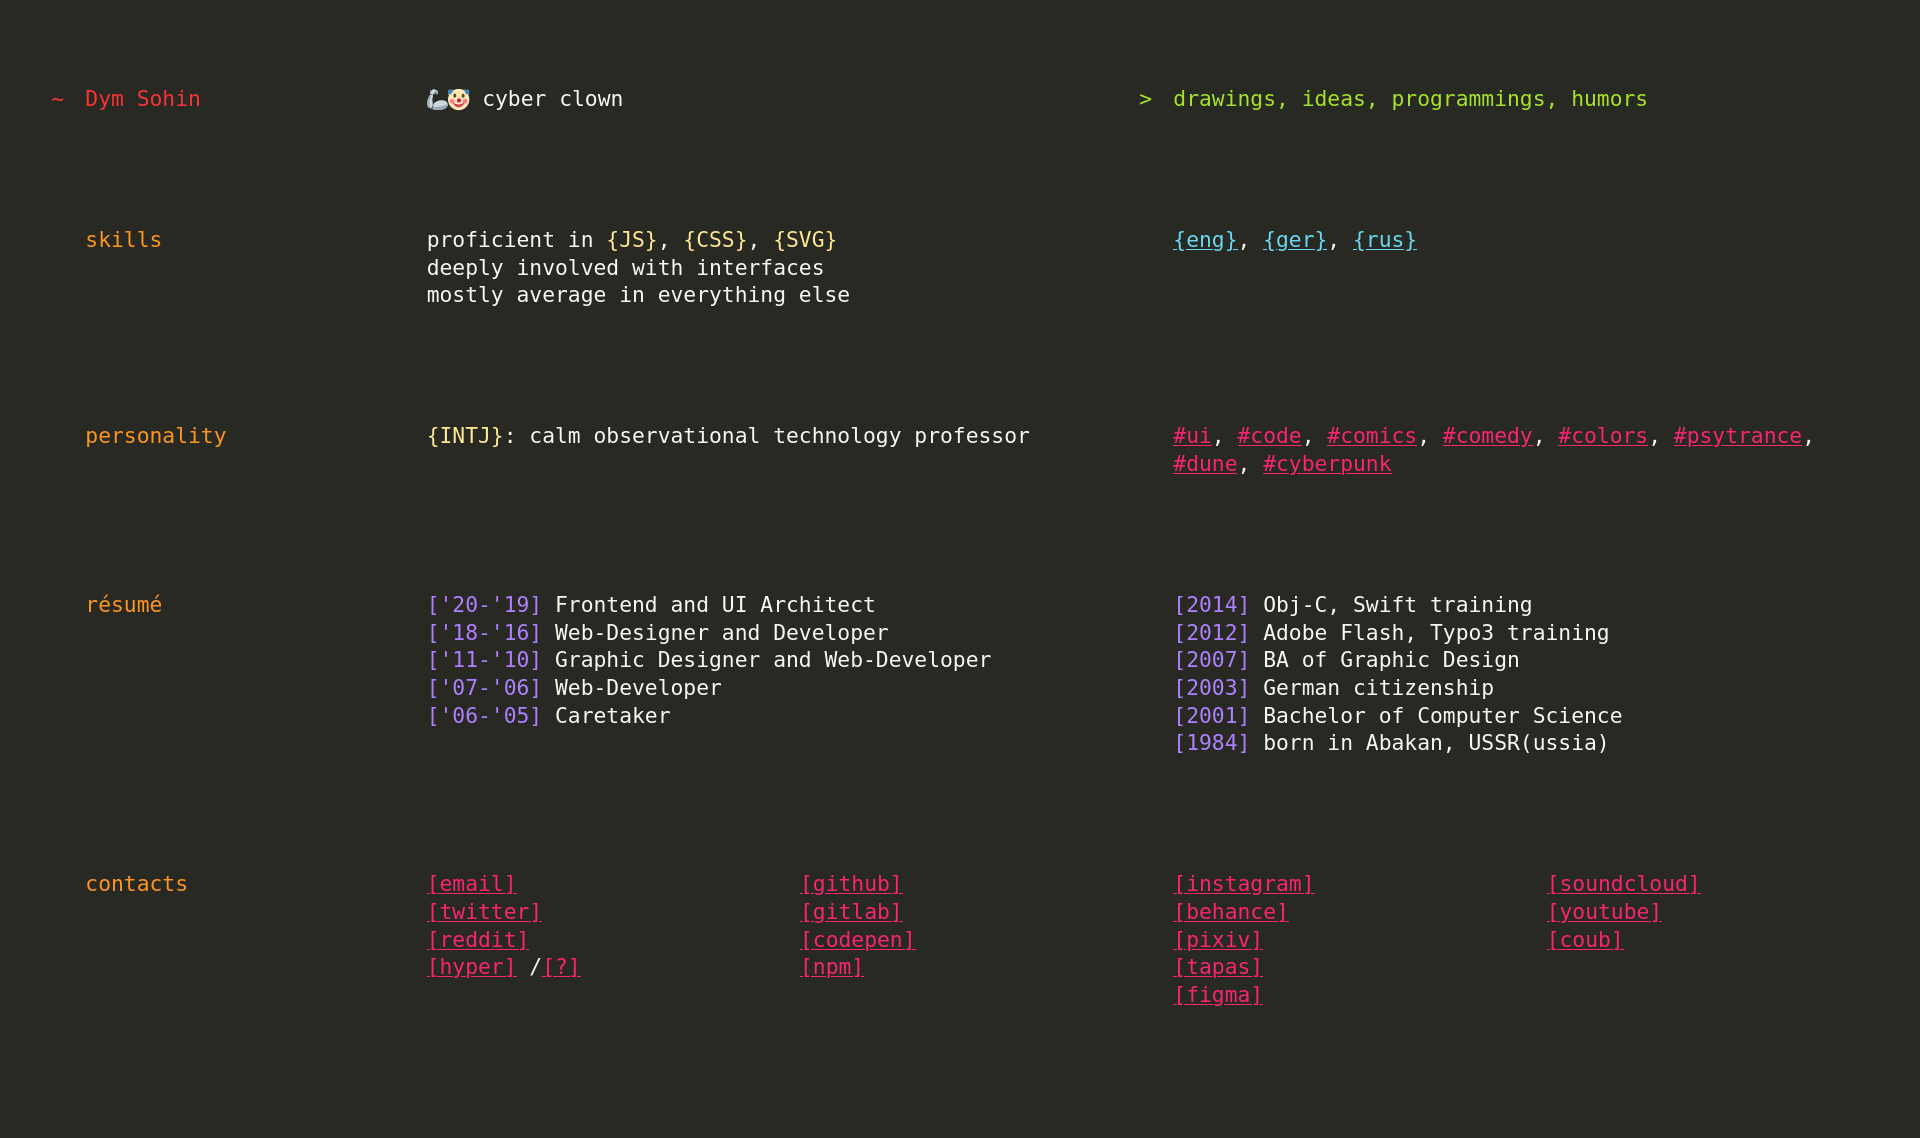 ~ Dym Sohin
🦾🤡 cyber clown
> drawings, ideas, programmings, humors
skills
proficient in {JS}, {CSS}, {SVG}
deeply involved with interfaces
mostly average in everything else
{eng}, {ger}, {rus}
personality
{INTJ}: calm observational technology professor
#ui, #code, #comics, #comedy, #colors, #psytrance,
#dune, #cyberpunk
résumé
['20-'19] Frontend and UI Architect
['18-'16] Web-Designer and Developer
['11-'10] Graphic Designer and Web-Developer
['07-'06] Web-Developer
['06-'05] Caretaker
[2014] Obj-C, Swift training
[2012] Adobe Flash, Typo3 training
[2007] BA of Graphic Design
[2003] German citizenship
[2001] Bachelor of Computer Science
[1984] born in Abakan, USSR(ussia)
contacts
[email]
[twitter]
[reddit]
[hyper] /[?]
[github]
[gitlab]
[codepen]
[npm]
[instagram]
[behance]
[pixiv]
[tapas]
[figma]
[soundcloud]
[youtube]
[coub]